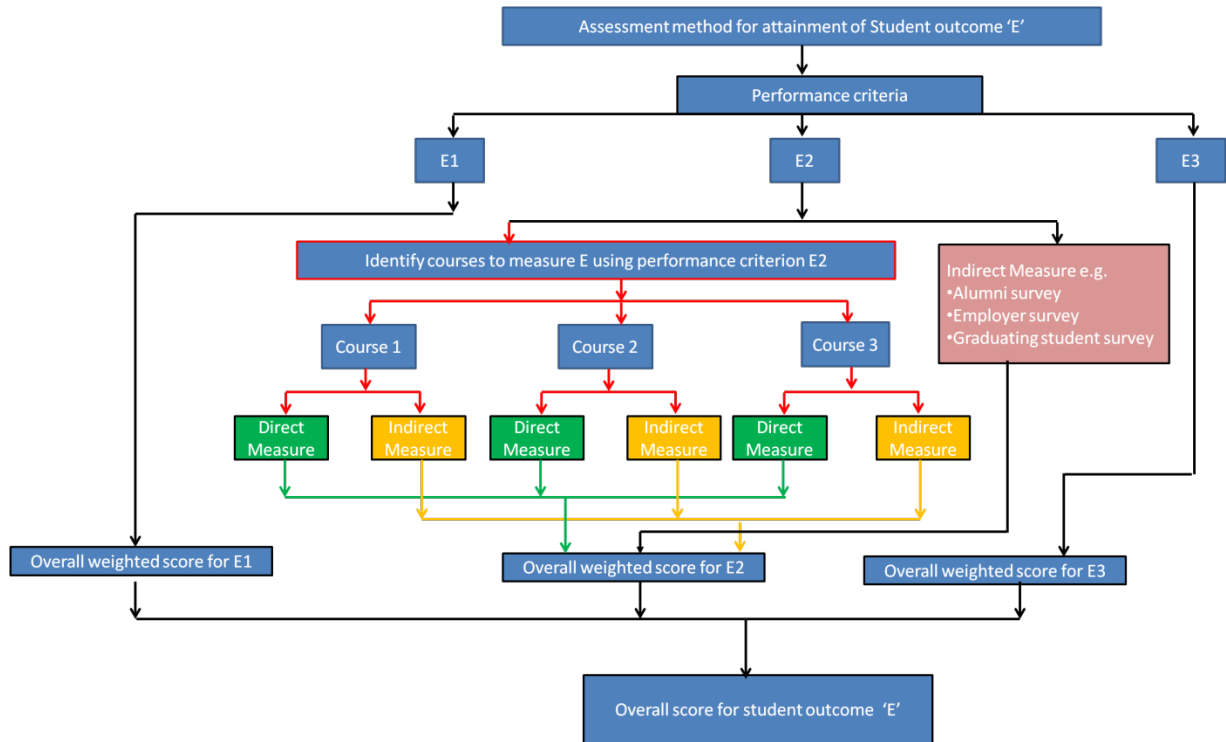 Assessment method for attainment of Student outcome ‘E’
Performance criteria
E1
E2
E3
Identify courses to measure E using performance criterion E2
Indirect Measure e.g.
•Alumni survey
•Employer survey
•Graduating student survey
Course 1
Course 2
Course 3
Direct
Measure
Indirect
Measure
Direct
Measure
Indirect
Measure
Direct
Measure
Indirect
Measure
Overall weighted score for E1
Overall weighted score for E2
Overall weighted score for E3
Overall score for student outcome ‘E’